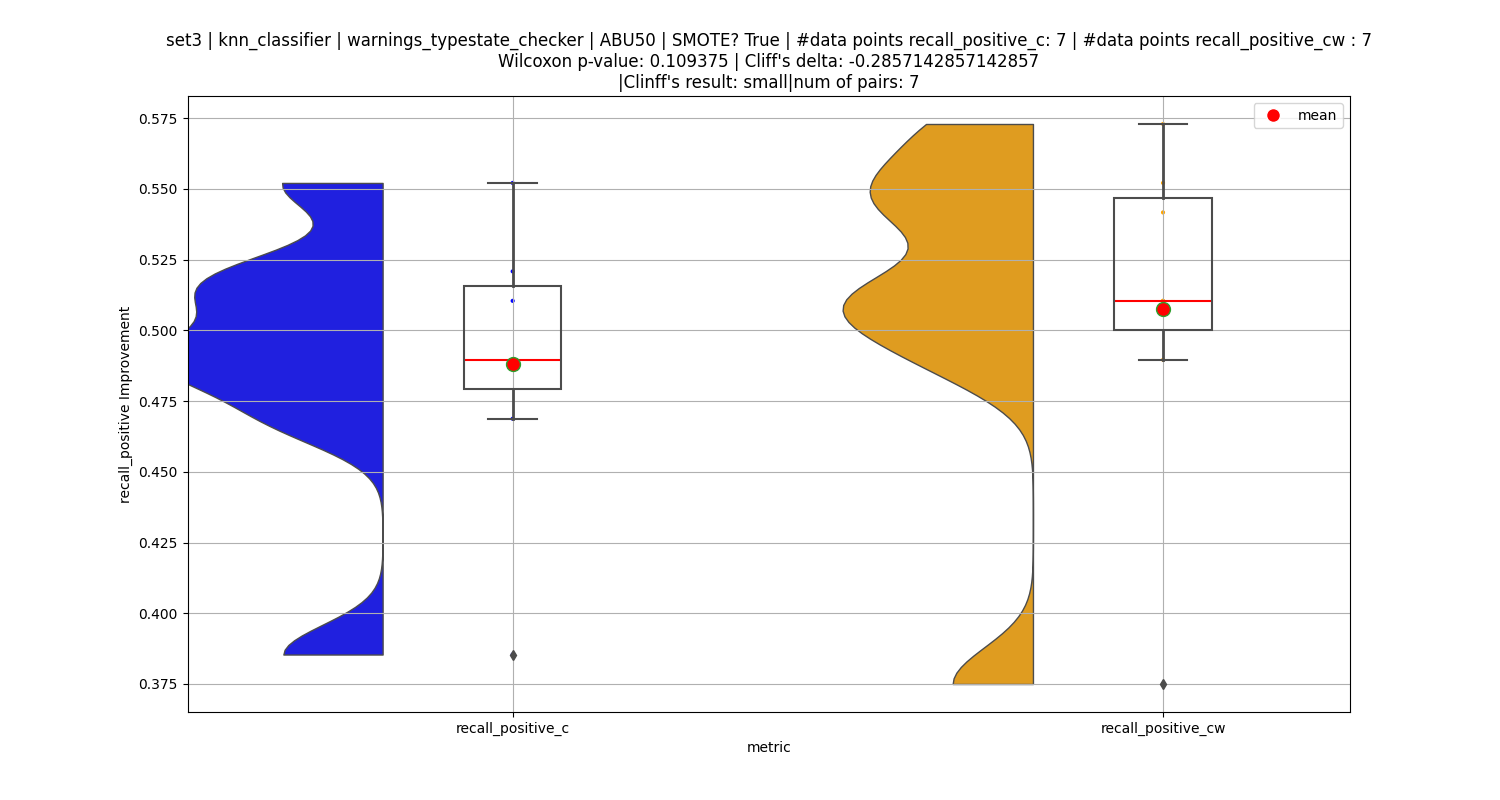 set3 | knn_classifier | warnings_typestate_checker | ABU50 | SMOTE? True | #data points recall_positive_c: 7 | #data points recall_positive_cw : 7
Wilcoxon p-value: 0.109375 | Cliff's delta: -0.2857142857142857
|Clinff's result: small|num of pairs: 7
mean
0.575
0.550
0.525
0.500
0.475
0.450
0.425
0.400
0.375
recall_positive Improvement
recall_positive_c
recall_positive_cw
metric